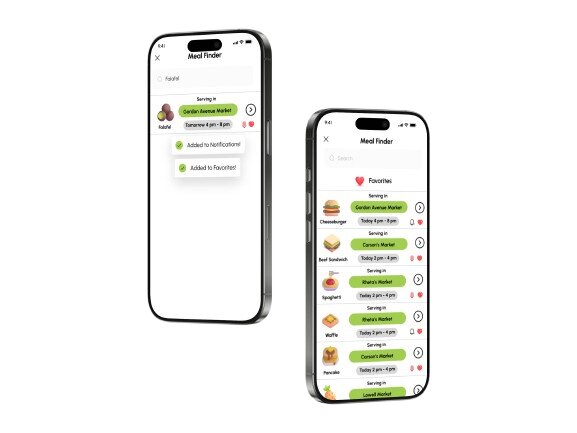 9:41
Meal Finder
Falafel
Serving in
Gordon Avenue Market
Falafel
Tomorrow 4 pm - 8 pm
Added to Notifications!
Added to Favorites!
9:41
Meal Finder
Search
Favorites
Serving in
Gordon Avenue Market
Cheeseburger
Today 4 pm - 8 pm
Serving in
Carson's Market
Beef Sandwich
Today 2 pm - 4 pm
Serving in
Rheta's Market
Spaghetti
Today 2 pm - 4 pm
Serving in
Rheta's Market
Waffle
Today 2 pm - 4 pm
Serving in
Carson's Market
Pancake
Today 2 pm - 4 pm
Serving in
Lowell Market